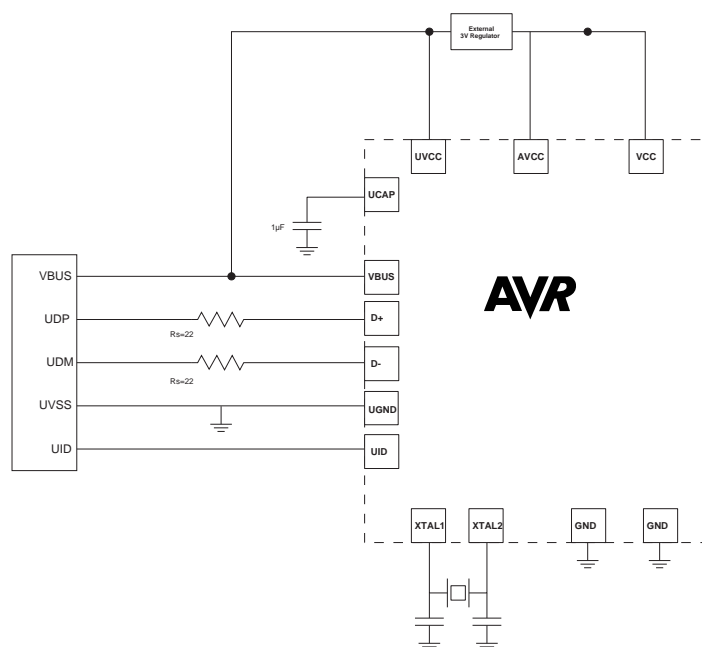 External
3V Regulator
UVCC
AVCC
VCC
UCAP
1µF
VBUS
VBUS
AVR
UDP
D+
Rs=22
UDM
D-
Rs=22
UVSS
UGND
UID
UID
XTAL1
XTAL2
GND
GND